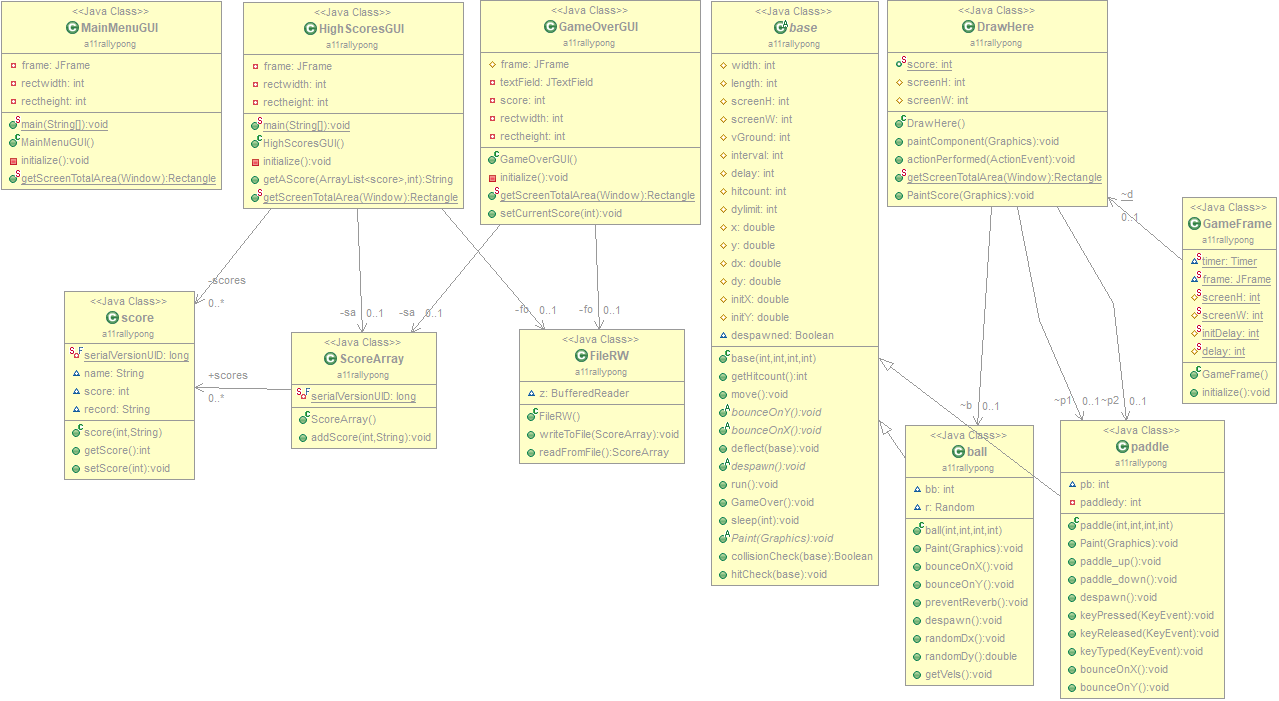 <<Java Class>>
MainMenuGUI
a11rallypong
frame: JFrame
rectwidth: int
rectheight: int
main(String[]):void
MainMenuGUI()
initialize():void
getScreenTotalArea(Window):Rectangle
<<Java Class>>
HighScoresGUI
a11rallypong
frame: JFrame
rectwidth: int
rectheight: int
main(String[]):void
HighScoresGUI()
initialize():void
getAScore(ArrayList<score>,int):String
getScreenTotalArea(Window):Rectangle
<<Java Class>>
GameOverGUI
a11rallypong
frame: JFrame
textField: JTextField
score: int
rectwidth: int
rectheight: int
GameOverGUI()
initialize():void
getScreenTotalArea(Window):Rectangle
setCurrentScore(int):void
<<Java Class>>
base
a11rallypong
width: int
length: int
screenH: int
screenW: int
vGround: int
interval: int
delay: int
hitcount: int
dylimit: int
x: double
y: double
dx: double
dy: double
initX: double
initY: double
despawned: Boolean
base(int,int,int,int)
getHitcount():int
move():void
bounceOnY():void
bounceOnX():void
deflect(base):void
despawn():void
run():void
GameOver():void
sleep(int):void
Paint(Graphics):void
collisionCheck(base):Boolean
hitCheck(base):void
<<Java Class>>
DrawHere
a11rallypong
score: int
screenH: int
screenW: int
DrawHere()
paintComponent(Graphics):void
actionPerformed(ActionEvent):void
getScreenTotalArea(Window):Rectangle
PaintScore(Graphics):void
~d
0..1
<<Java Class>>
GameFrame
a11rallypong
timer: Timer
frame: JFrame
screenH: int
screenW: int
initDelay: int
delay: int
GameFrame()
initialize():void
-scores
0..*
-sa 0..1
-sa 0..1
-fo 0..1
-fo 0..1
<<Java Class>>
score
a11rallypong
serialVersionUID: long
name: String
score: int
record: String
score(int,String)
getScore():int
setScore(int):void
+scores
0..*
<<Java Class>>
ScoreArray
a11rallypong
serialVersionUID: long
ScoreArray()
addScore(int,String):void
<<Java Class>>
FileRW
a11rallypong
z: BufferedReader
FileRW()
writeToFile(ScoreArray):void
readFromFile():ScoreArray
~b 0..1
~p1 0..1
~p2 0..1
<<Java Class>>
ball
a11rallypong
bb: int
r: Random
ball(int,int,int,int)
Paint(Graphics):void
bounceOnX():void
bounceOnY():void
preventReverb():void
despawn():void
randomDx():void
randomDy():double
getVels():void
<<Java Class>>
paddle
a11rallypong
pb: int
paddledy: int
paddle(int,int,int,int)
Paint(Graphics):void
paddle_up():void
paddle_down():void
despawn():void
keyPressed(KeyEvent):void
keyReleased(KeyEvent):void
keyTyped(KeyEvent):void
bounceOnX():void
bounceOnY():void